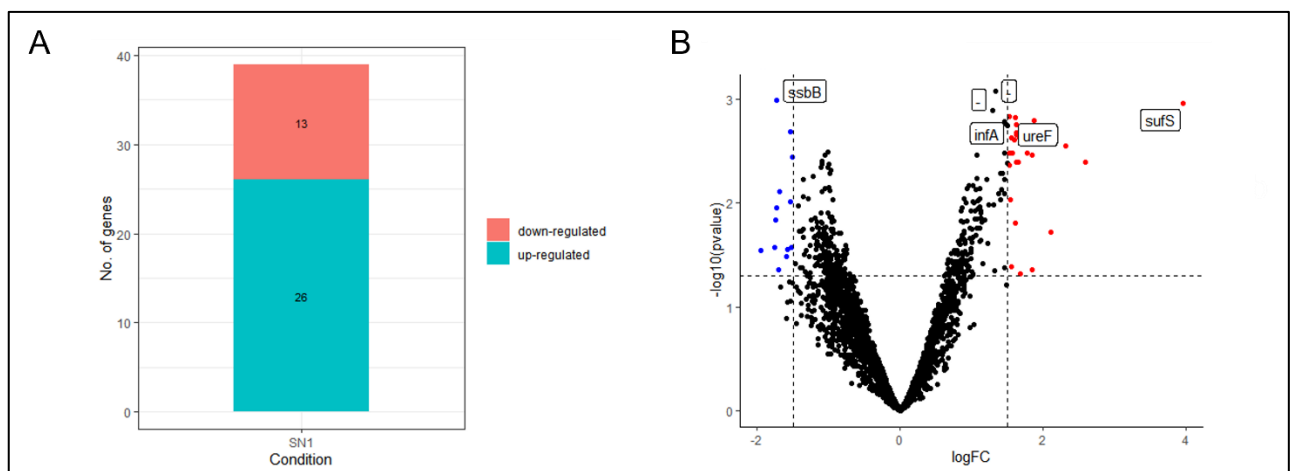 A
No. of genes
40
30
20
10
0
13
26
SN1
Condition
down-regulated
up-regulated
B
-log10(pvalue)
3
2
1
0
ssbB
-
-
infA
ureF
sufS
-2
0
2
4
logFC